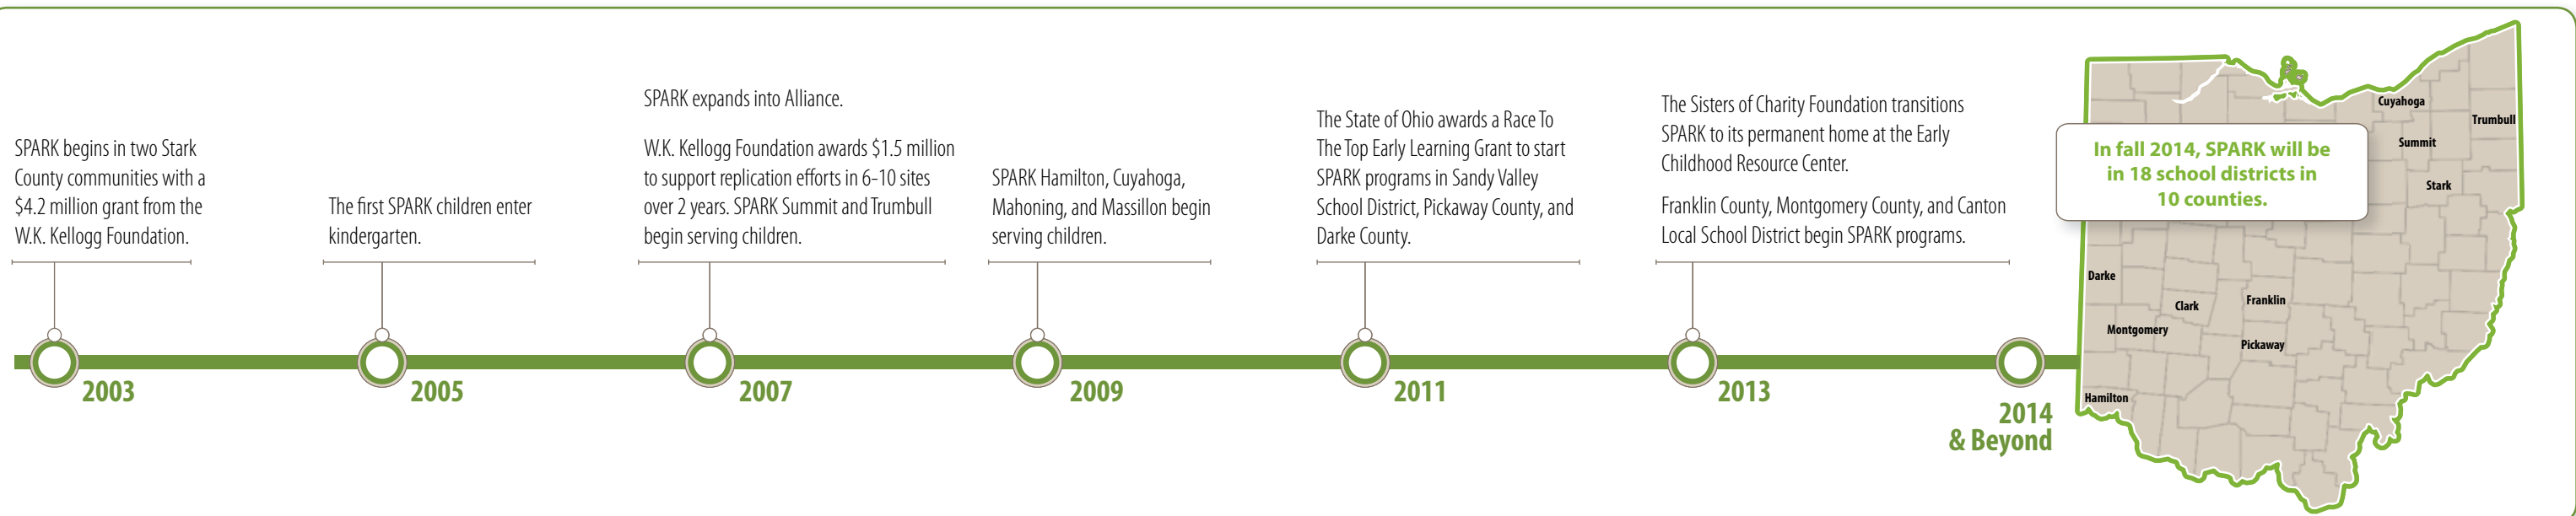 SPARK begins in two Stark
County communities with a
$4.2 million grant from the
W.K. Kellogg Foundation.
2003
The first SPARK children enter
kindergarten.
2005
SPARK expands into Alliance.
W.K. Kellogg Foundation awards $1.5 million
to support replication efforts in 6-10 sites
over 2 years. SPARK Summit and Trumbull
begin serving children.
2007
SPARK Hamilton, Cuyahoga,
Mahoning, and Massillon begin
serving children.
2009
The State of Ohio awards a Race To
The Top Early Learning Grant to start
SPARK programs in Sandy Valley
School District, Pickaway County, and
Darke County.
2011
The Sisters of Charity Foundation transitions
SPARK to its permanent home at the Early
Childhood Resource Center.
Franklin County, Montgomery County, and Canton
Local School District begin SPARK programs.
2013
2014
& Beyond
In fall 2014, SPARK will be
in 18 school districts in
10 counties.
Cuyahoga
Trumbull
Summit
Stark
Darke
Clark
Franklin
Montgomery
Pickaway
Hamilton